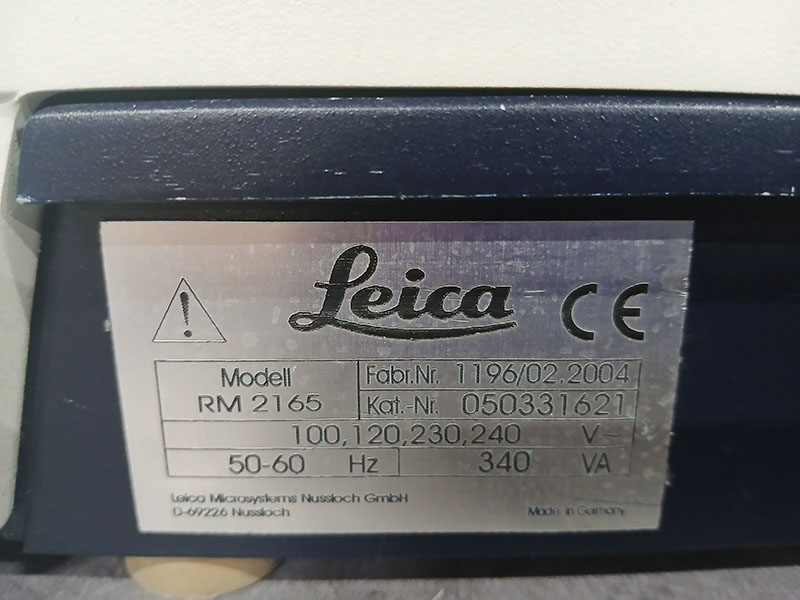 Leica CE
Modell
RM 2165
Fabr.Nr. 1196/02.2004
Kat.-Nr. 050331621
100,120,230,240 V~
50-60 Hz 340 VA
Leica Microsystems Nussloch GmbH
D-69226 Nussloch
Made in Germany